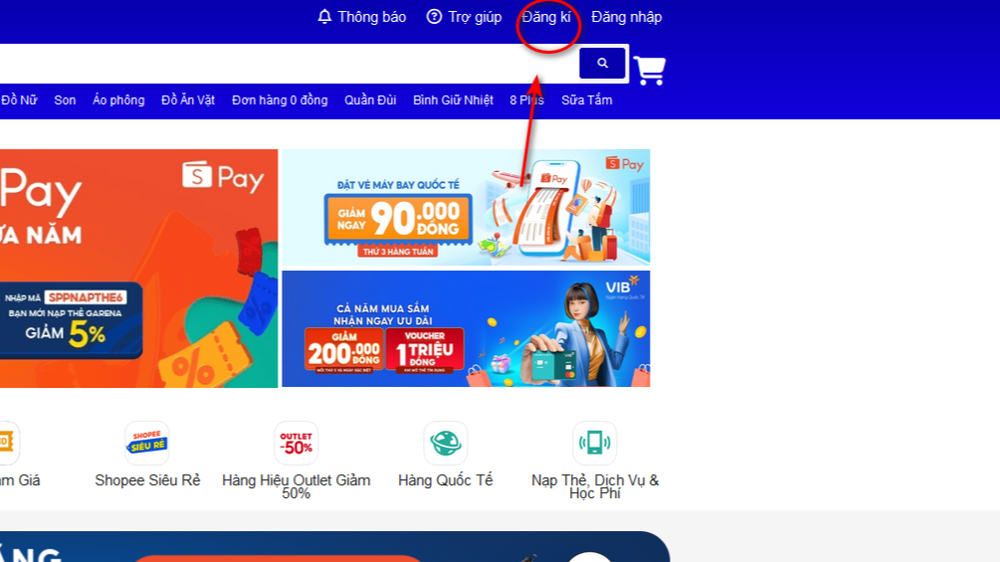 Thông báo Trợ giúp Đăng kí Đăng nhập
Đồ Nữ Son Áo phông Đồ Ăn Vặt Đơn hàng 0 đồng Quần Đùi Bình Giữ Nhiệt 8 Plus Sữa Tắm
S Pay
Pay
ỮA NĂM
NHẬP MÃ SPPNAPTHE6
BẠN MỚI NẠP THẺ GARENA
GIẢM 5%
%
ĐẶT VÉ MÁY BAY QUỐC TẾ
GIẢM NGAY 90.000 ĐỒNG
THỨ 3 HÀNG TUẦN
S Pay
S Pay
CẢ NĂM MUA SẮM
NHẬN NGAY ƯU ĐÃI
GIẢM 200.000 ĐỒNG
VOUCHER 1 TRIỆU ĐỒNG
VIB
SHOPEE
SIÊU RẺ
OUTLET
-50%
m Giá
Shopee Siêu Rẻ
Hàng Hiệu Outlet Giảm
50%
Hàng Quốc Tế
Nạp Thẻ, Dịch Vụ &
Học Phí